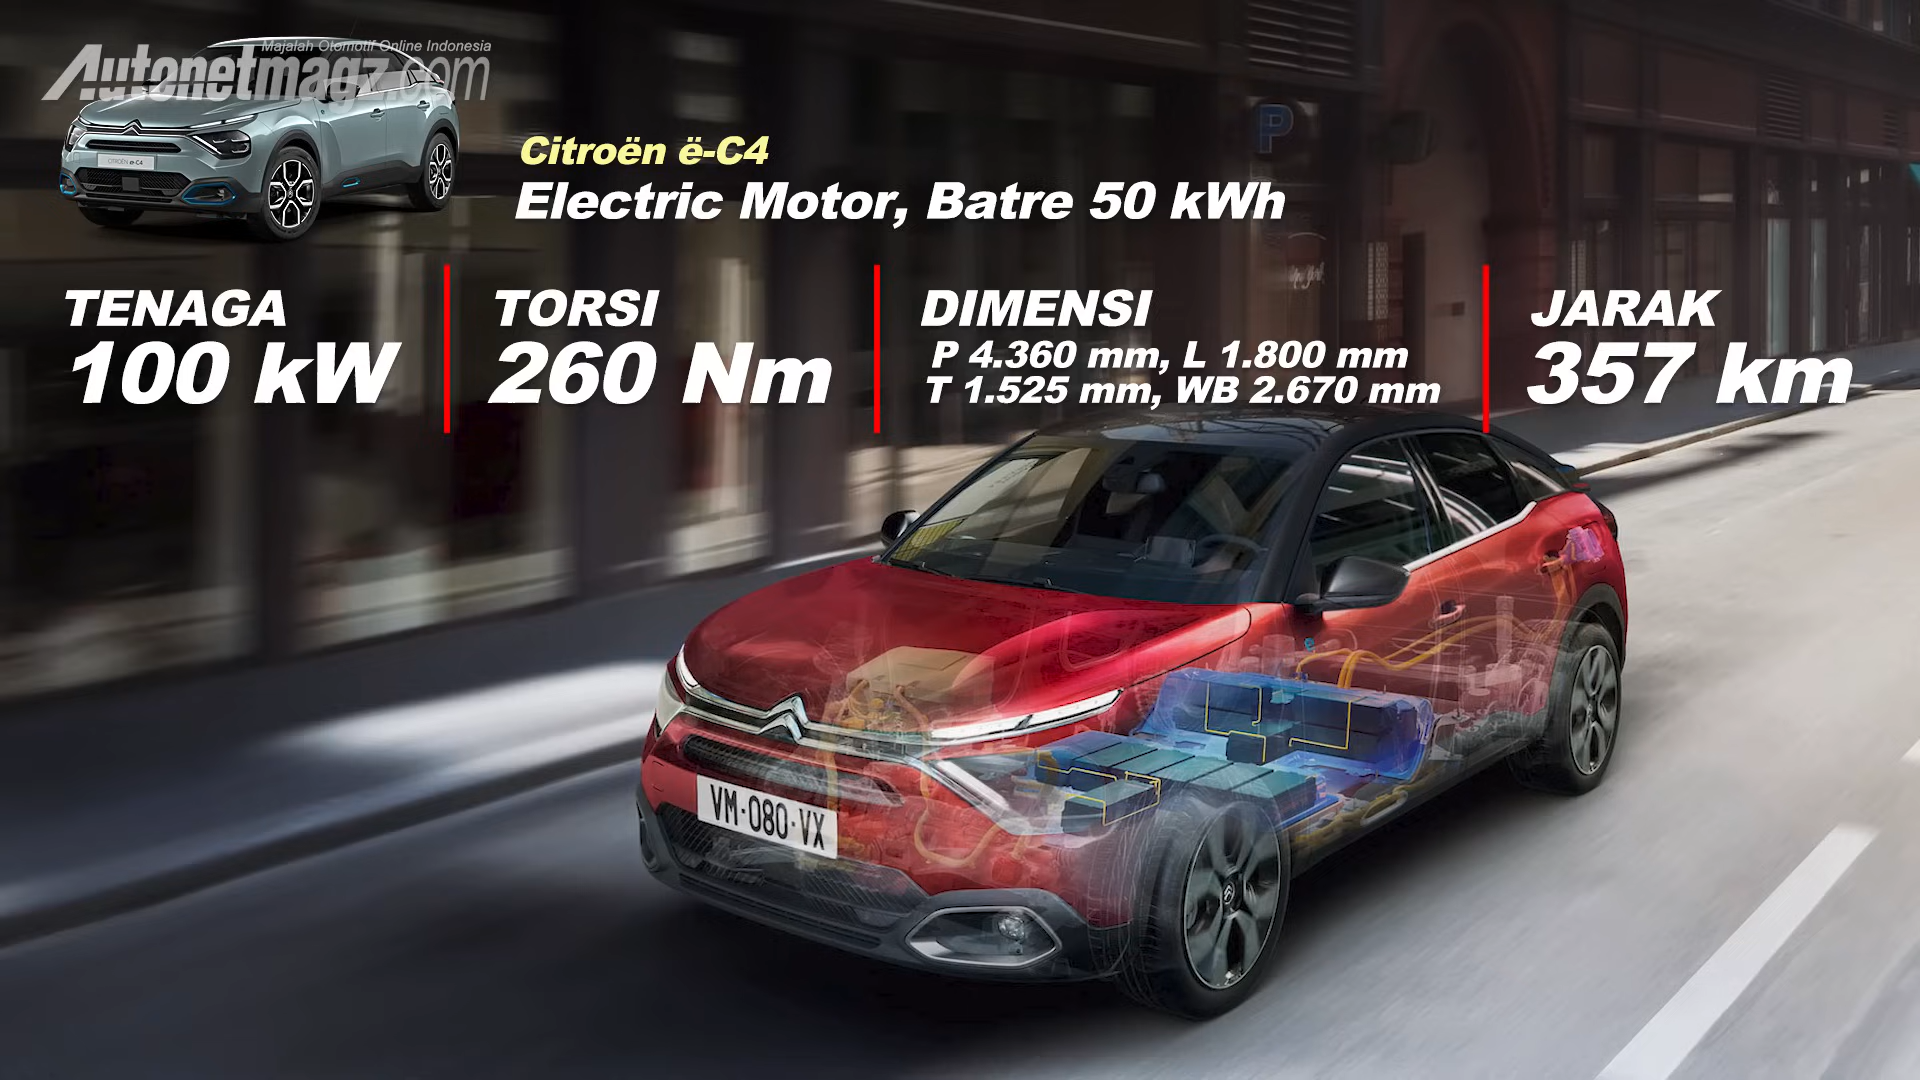 Majalah Otomotif Online Indonesia
Autonetmagz.com
CITROËN ë-C4
Citroën ë-C4
Electric Motor, Batre 50 kWh
TENAGA
100 kW
TORSI
260 Nm
DIMENSI
P 4.360 mm, L 1.800 mm
T 1.525 mm, WB 2.670 mm
JARAK
357 km
P
VM-080-VX